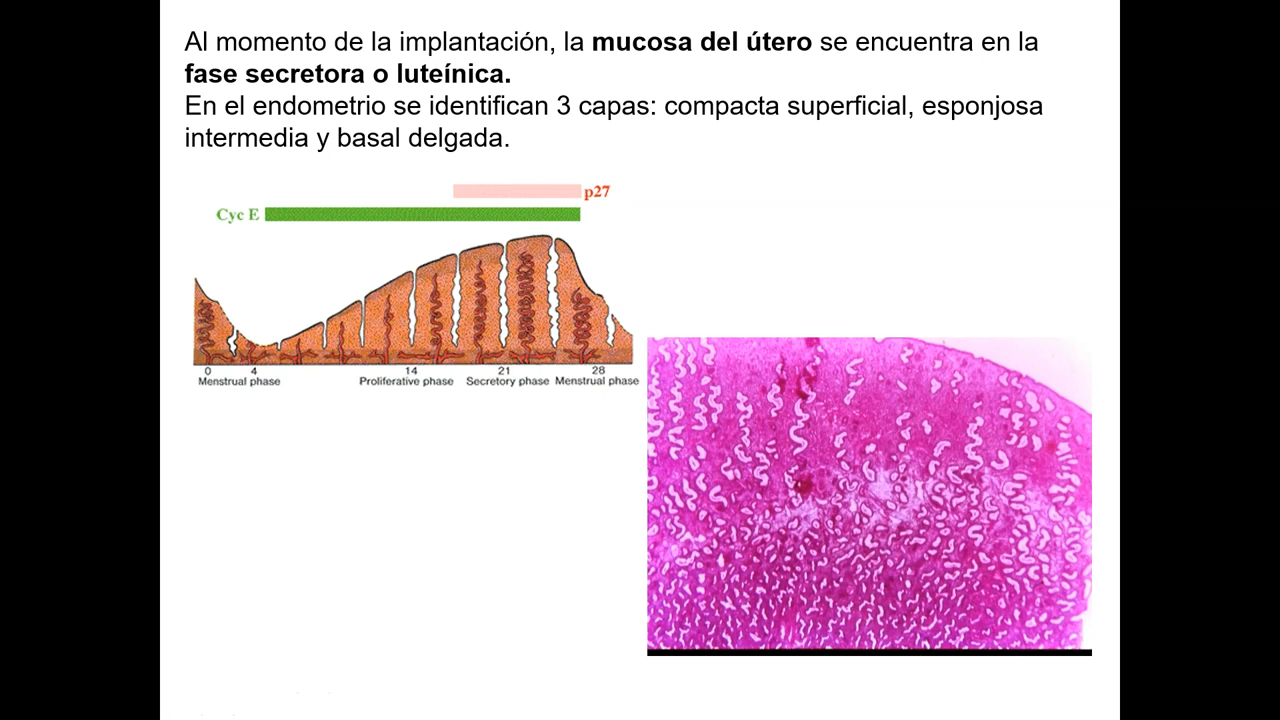 Al momento de la implantación, la mucosa del útero se encuentra en la
fase secretora o luteínica.
En el endometrio se identifican 3 capas: compacta superficial, esponjosa
intermedia y basal delgada.
p27
Cyc E
0 4 14 21 28
Menstrual phase Proliferative phase Secretory phase Menstrual phase